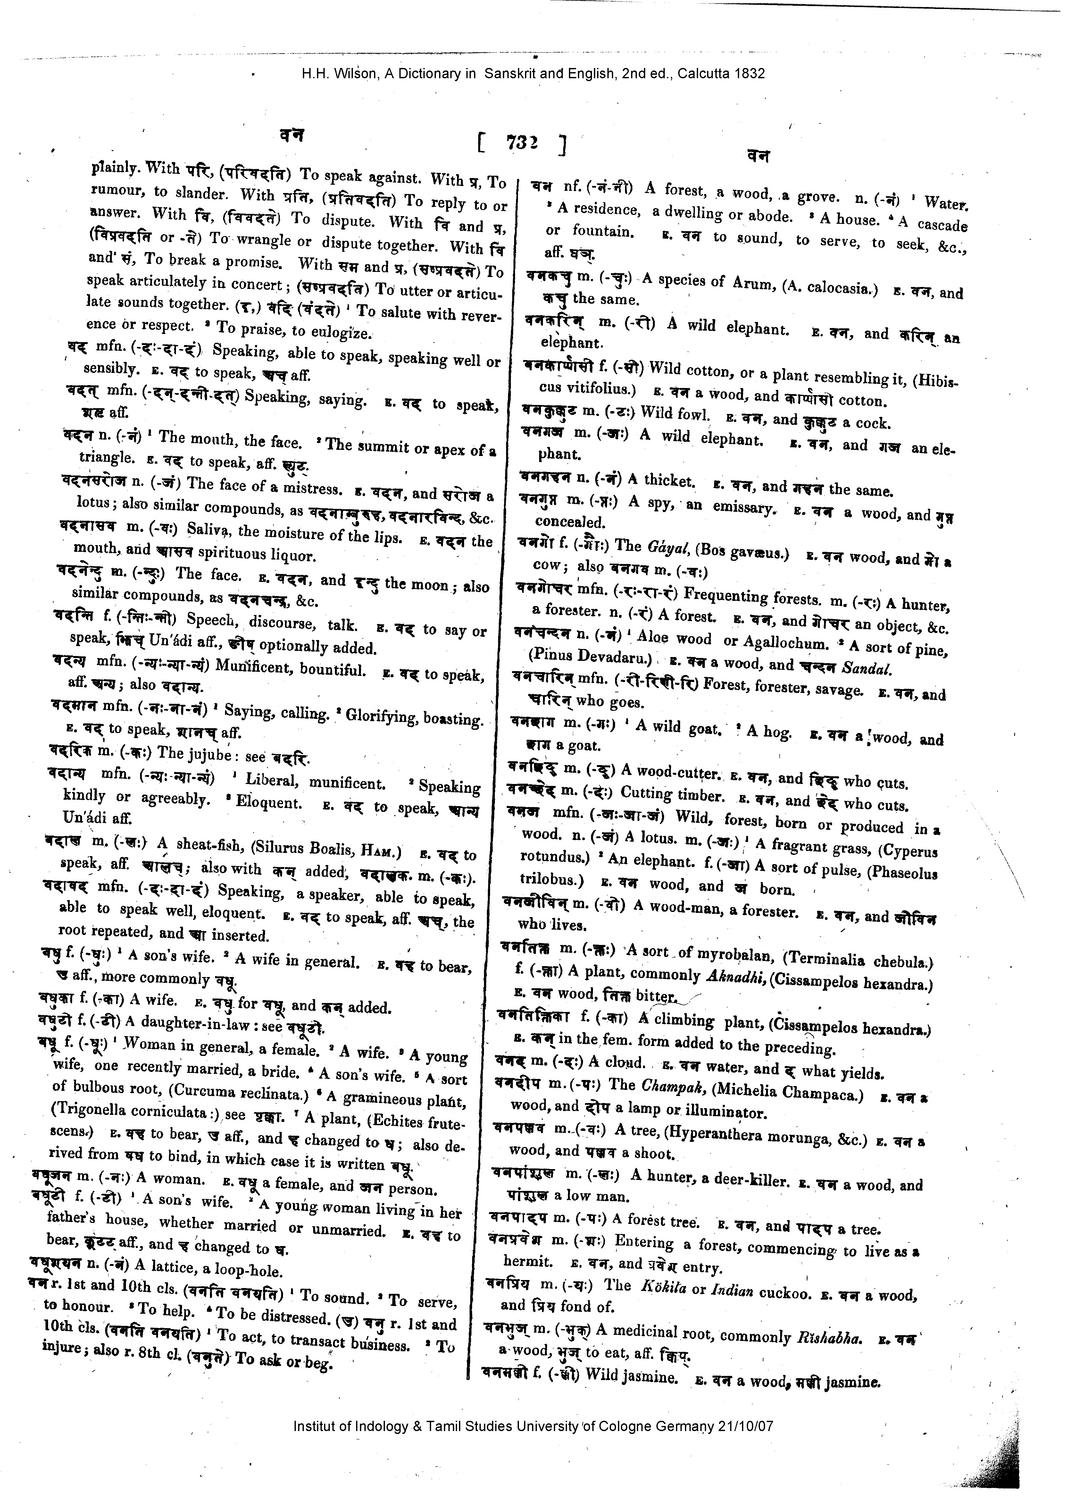 H.H. Wilson, A Dictionary in Sanskrit and English, 2nd ed., Calcutta 1832
वन
[ 732 ]
वन
plainly. With परि, (परिवदति) To speak against. With प्र, To
rumour, to slander. With प्रति, (प्रतिवदति) To reply to or
answer. With वि, (विवदते) To dispute. With वि and प्र,
(विप्रवदति or -ते) To wrangle or dispute together. With वि
and सं, To break a promise. With सम and प्र, (सम्प्रवदते) To
speak articulately in concert; (सम्प्रवदति) To utter or articu-
late sounds together. (इ,) वदि (वंदते) ¹ To salute with rever-
ence or respect. ² To praise, to eulogize.
वद mfn. (-दः-दा-दं) Speaking, able to speak, speaking well or
sensibly. E. वद् to speak, अच् aff.
वदत् mfn. (-दन्-दन्ती-दत्) Speaking, saying. E. वद् to speak,
शतृ aff.
वदन n. (-नं) ¹ The mouth, the face. ² The summit or apex of a
triangle. E. वद् to speak, aff. ल्युट्.
वदनसरोज n. (-जं) The face of a mistress. E. वदन, and सरोज a
lotus; also similar compounds, as वदनाम्बुरुह, वदनारविन्द, &c.
वदनासव m. (-वः) Saliva, the moisture of the lips. E. वदन the
mouth, and आसव spirituous liquor.
वदनेन्दु m. (-न्दुः) The face. E. वदन, and इन्दु the moon; also
similar compounds, as वदनचन्द्र, &c.
वदन्ति f. (-न्तिः-न्ती) Speech, discourse, talk. E. वद् to say or
speak, झिच् Un'ádi aff., ङीष् optionally added.
वदन्य mfn. (-न्यः-न्या-न्यं) Munificent, bountiful. E. वद् to speak,
aff. अन्य; also वदान्य.
वदमान mfn. (-नः-ना-नं) ¹ Saying, calling. ² Glorifying, boasting.
E. वद् to speak, शानच् aff.
वदरिक m. (-कः) The jujube: see बदरि.
वदान्य mfn. (-न्यः-न्या-न्यं) ¹ Liberal, munificent. ² Speaking
kindly or agreeably. ³ Eloquent. E. वद् to speak, आन्य
Un'ádi aff.
वदाल m. (-लः) A sheat-fish, (Silurus Boalis, HAM.) E. वद् to
speak, aff. आलच्; also with कन् added, वदालक. m. (-कः).
वदावद mfn. (-दः-दा-दं) Speaking, a speaker, able to speak,
able to speak well, eloquent. E. वद् to speak, aff. अच्, the
root repeated, and आ inserted.
वधु f. (-धुः) ¹ A son's wife. ² A wife in general. E. वह् to bear,
उ aff., more commonly वधू.
वधुका f. (-का) A wife. E. वधु for वधू, and कन् added.
वधुटी f. (-टी) A daughter-in-law: see वधूटी.
वधू f. (-धूः) ¹ Woman in general, a female. ² A wife. ³ A young
wife, one recently married, a bride. ⁴ A son's wife. ⁵ A sort
of bulbous root, (Curcuma reclinata.) ⁶ A gramineous plant,
(Trigonella corniculata:) see पृक्का. ⁷ A plant, (Echites frute-
scens.) E. वह् to bear, उ aff., and ह changed to ध; also de-
rived from बध to bind, in which case it is written बधू.
वधूजन m. (-नः) A woman. E. वधू a female, and जन person.
वधूटी f. (-टी) ¹ A son's wife. ² A young woman living in her
father's house, whether married or unmarried. E. वह् to
bear, aff., and ह changed to ध.
वधूशयन n. (-नं) A lattice, a loop-hole.
वन r. 1st and 10th cls. (वनति वनयति) ¹ To sound. ² To serve,
to honour. ³ To help. ⁴ To be distressed. (उ) वनु r. 1st and
10th cls. (वनति वनयति) ¹ To act, to transact business. ² To
injure; also r. 8th cl. (वनुते) To ask or beg.
वन nf. (-नं-नी) A forest, a wood, a grove. n. (-नं) ¹ Water.
² A residence, a dwelling or abode. ³ A house. ⁴ A cascade
or fountain. E. वन to sound, to serve, to seek, &c.,
aff. घञ्.
वनकचु m. (-चुः) A species of Arum, (A. calocasia.) E. वन, and
कचु the same.
वनकरिन् m. (-री) A wild elephant. E. वन, and करिन् an
elephant.
वनकार्पासी f. (-सी) Wild cotton, or a plant resembling it, (Hibis-
cus vitifolius.) E. वन a wood, and कार्पासी cotton.
वनकुक्कुट m. (-टः) Wild fowl. E. वन, and कुक्कुट a cock.
वनगज m. (-जः) A wild elephant. E. वन, and गज an ele-
phant.
वनगहन n. (-नं) A thicket. E. वन, and गहन the same.
वनगुप्त m. (-प्तः) A spy, an emissary. E. वन a wood, and गुप्त
concealed.
वनगो f. (-गौः) The Gáyal, (Bos gavæus.) E. वन wood, and गो a
cow; also वनगव m. (-वः)
वनगोचर mfn. (-रः-रा-रं) Frequenting forests. m. (-रः) A hunter,
a forester. n. (-रं) A forest. E. वन, and गोचर an object, &c.
वनचन्दन n. (-नं) ¹ Aloe wood or Agallochum. ² A sort of pine,
(Pinus Devadaru.) E. वन a wood, and चन्दन Sandal.
वनचारिन् mfn. (-री-रिणी-रि) Forest, forester, savage. E. वन, and
चारिन् who goes.
वनछाग m. (-गः) ¹ A wild goat. ² A hog. E. वन a wood, and
छाग a goat.
वनछिद् m. (-द्) A wood-cutter. E. वन, and छिद् who cuts.
वनच्छेद m. (-दः) Cutting timber. E. वन, and छेद who cuts.
वनज mfn. (-जः-जा-जं) Wild, forest, born or produced in a
wood. n. (-जं) A lotus. m. (-जः) ¹ A fragrant grass, (Cyperus
rotundus.) ² An elephant. f. (-जा) A sort of pulse, (Phaseolus
trilobus.) E. वन wood, and ज born.
वनजीविन् m. (-वी) A wood-man, a forester. E. वन, and जीविन
who lives.
वनतिक्त m. (-क्तः) A sort of myrobalan, (Terminalia chebula.)
f. (-क्ता) A plant, commonly Aknadhi, (Cissampelos hexandra.)
E. वन wood, तिक्त bitter.
वनतिक्तिका f. (-का) A climbing plant, (Cissampelos hexandra.)
E. कन् in the fem. form added to the preceding.
वनद m. (-दः) A cloud. E. वन water, and द what yields.
वनदीप m. (-पः) The Champak, (Michelia Champaca.) E. वन a
wood, and दीप a lamp or illuminator.
वनपल्लव m. (-वः) A tree, (Hyperanthera morunga, &c.) E. वन a
wood, and पल्लव a shoot.
वनपांशुल m. (-लः) A hunter, a deer-killer. E. वन a wood, and
पांशुल a low man.
वनपादप m. (-पः) A forest tree. E. वन, and पादप a tree.
वनप्रवेश m. (-शः) Entering a forest, commencing to live as a
hermit. E. वन, and प्रवेश entry.
वनप्रिय m. (-यः) The Kókila or Indian cuckoo. E. वन a wood,
and प्रिय fond of.
वनभुज् m. (-भुक्) A medicinal root, commonly Rishabha. E. वन
a wood, भुज् to eat, aff. क्विप्.
वनमल्ली f. (-ल्ली) Wild jasmine. E. वन a wood, मल्ली jasmine.
Institut of Indology & Tamil Studies University of Cologne Germany 21/10/07